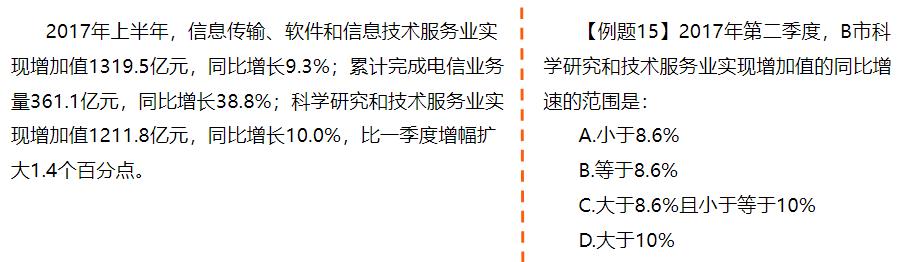 2017年上半年，信息传输、软件和信息技术服务业实
现增加值1319.5亿元，同比增长9.3%；累计完成电信业务
量361.1亿元，同比增长38.8%；科学研究和技术服务业实
现增加值1211.8亿元，同比增长10.0%，比一季度增幅扩
大1.4个百分点。
【例题15】2017年第二季度，B市科
学研究和技术服务业实现增加值的同比增
速的范围是：
A.小于8.6%
B.等于8.6%
C.大于8.6%且小于等于10%
D.大于10%